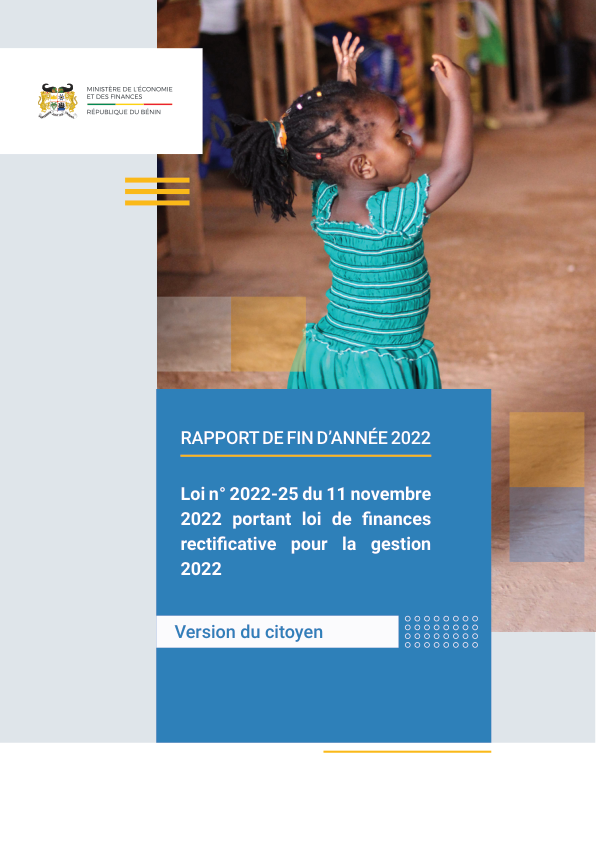 MINISTÈRE DE L'ÉCONOMIE
ET DES FINANCES
RÉPUBLIQUE DU BÉNIN
RAPPORT DE FIN D'ANNÉE 2022
Loi n° 2022-25 du 11 novembre
2022 portant loi de finances
rectificative pour la gestion
2022
Version du citoyen